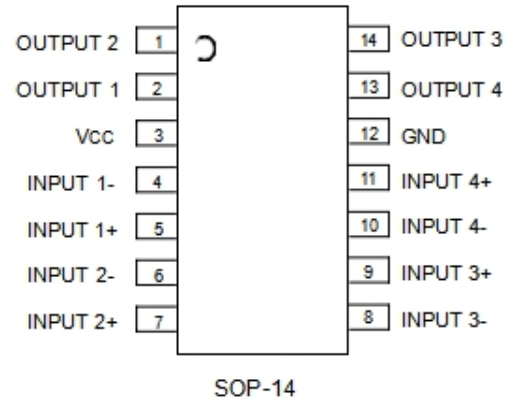 OUTPUT 2 1 14 OUTPUT 3
OUTPUT 1 2 13 OUTPUT 4
Vcc 3 12 GND
INPUT 1- 4 11 INPUT 4+
INPUT 1+ 5 10 INPUT 4-
INPUT 2- 6 9 INPUT 3+
INPUT 2+ 7 8 INPUT 3-
SOP-14